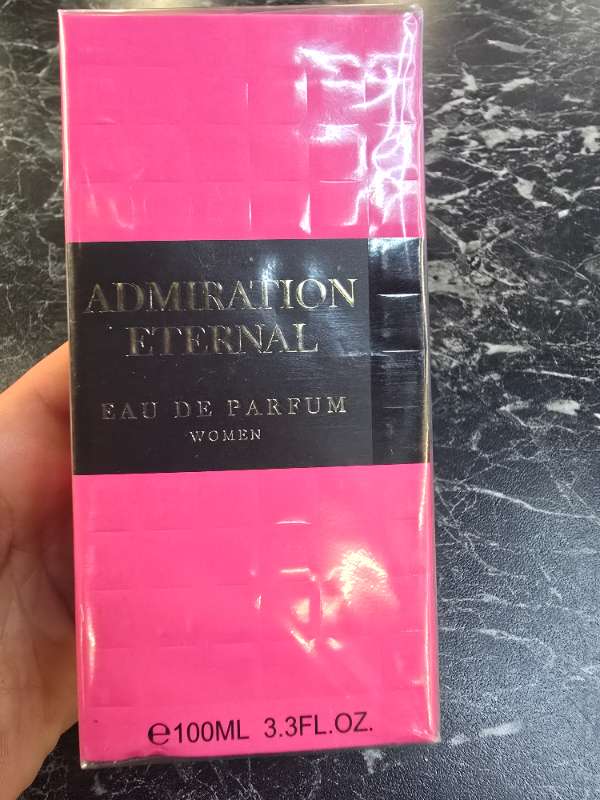 ADMIRATION
ETERNAL
EAU DE PARFUM
WOMEN
℮100ML 3.3FL.OZ.